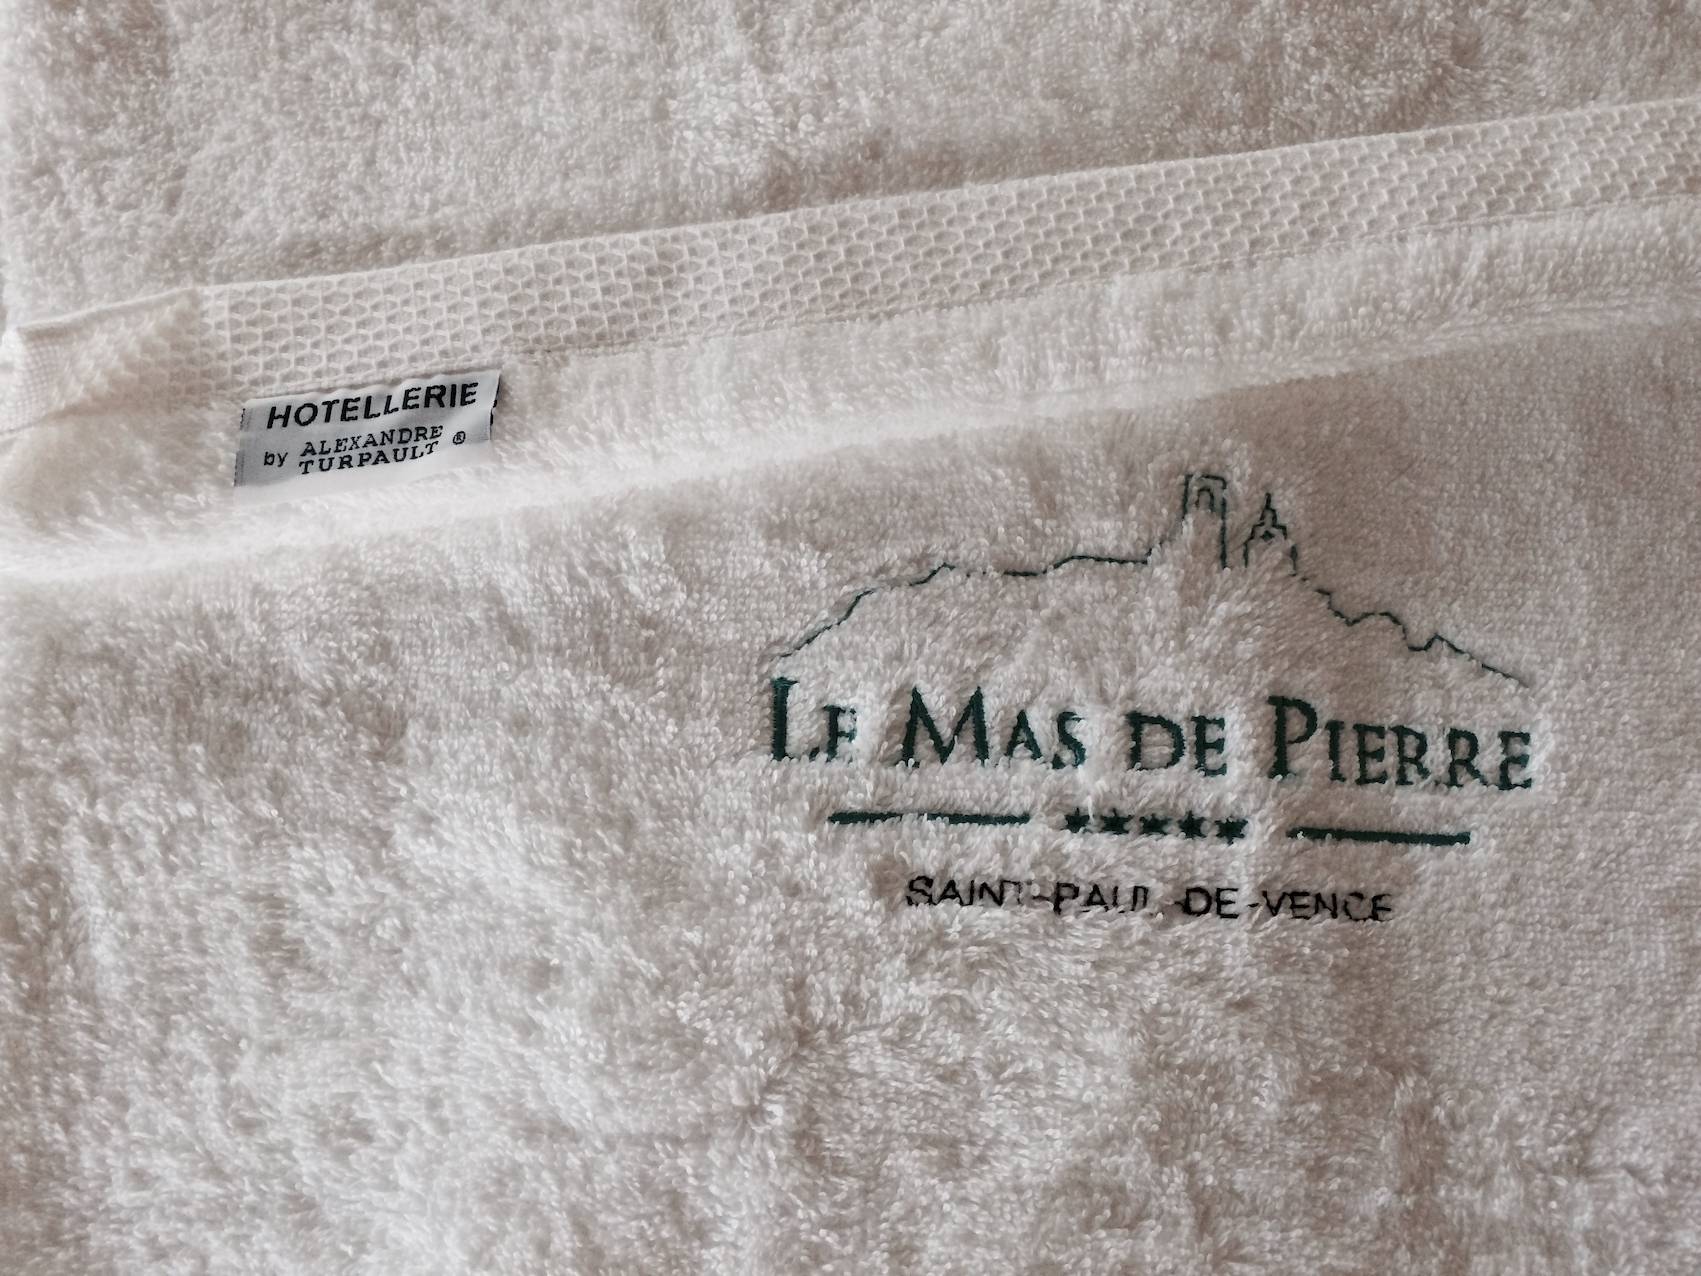 HOTELLERIE
by ALEXANDRE
TURPAULT ®
LE MAS DE PIERRE
★★★★★
SAINT-PAUL-DE-VENCE